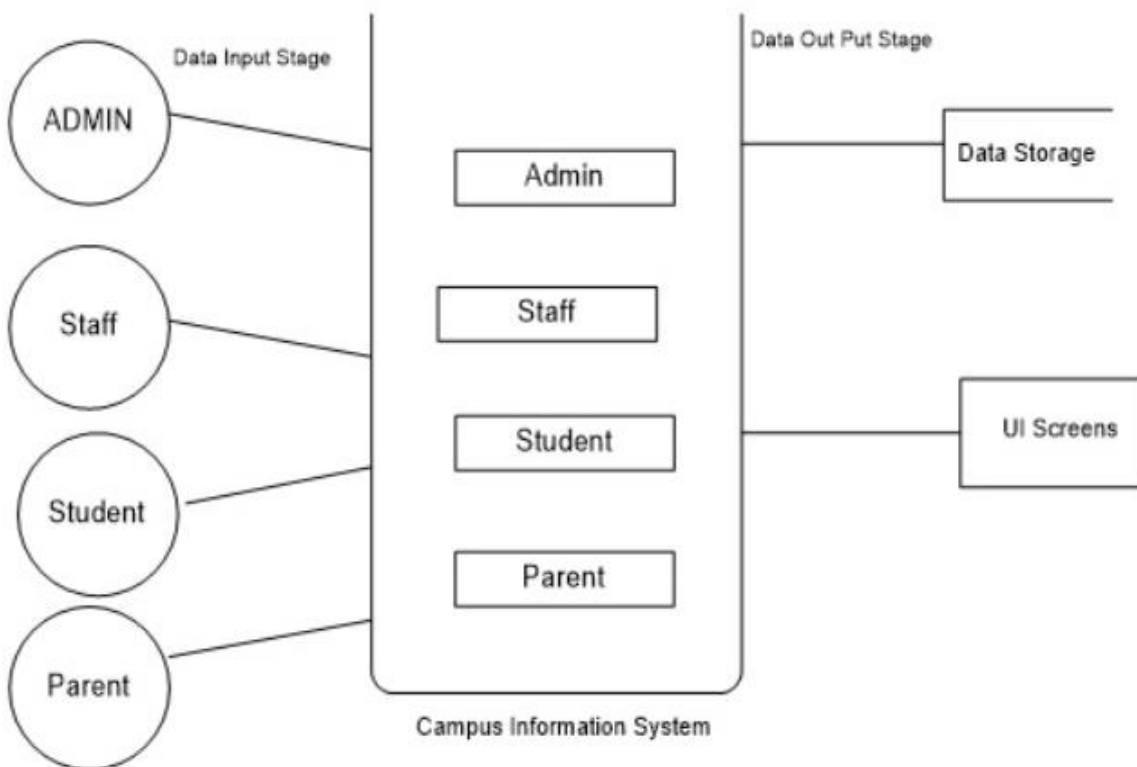 Data Input Stage
Data Out Put Stage
ADMIN
Admin
Data Storage
Staff
Staff
Student
UI Screens
Student
Parent
Parent
Campus Information System